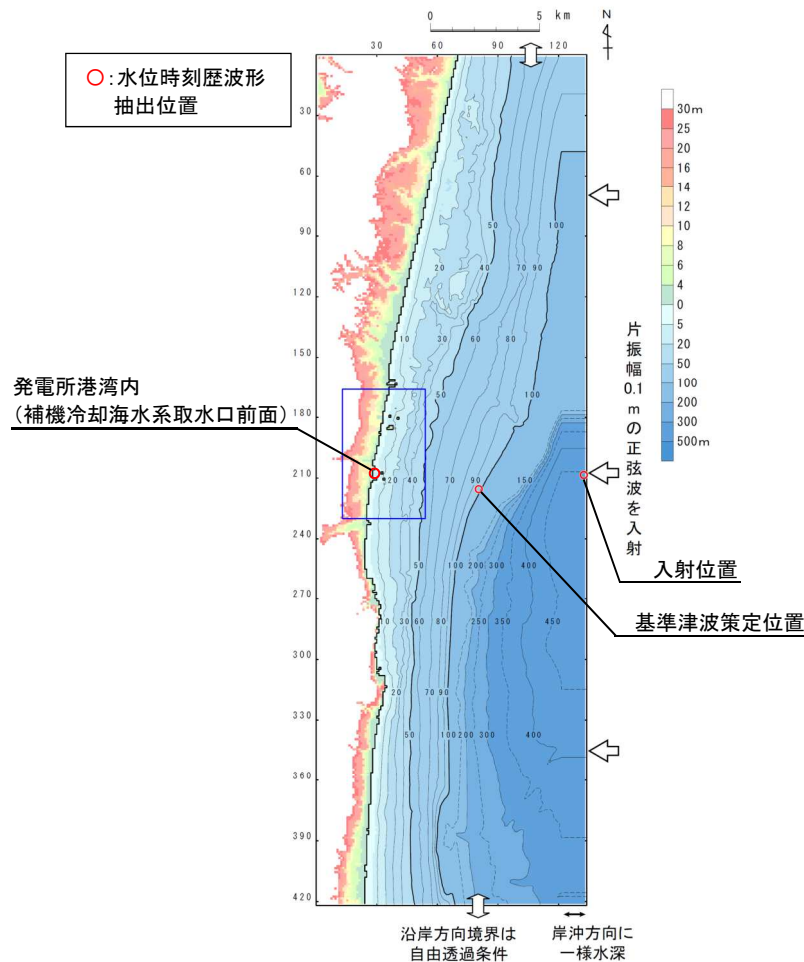 0 5 km N
30 60 90 120
○:水位時刻歴波形
抽出位置
30
60
90
120
150
180
210
240
270
300
330
360
390
420
30m
25
20
16
14
12
10
8
6
4
0
5
20
50
100
200
300
500m
50 100
20 40 70 90
10 30 60 80
50 100
20 40 70 90 150
50 100 200 300 400
10 30 60 80 250 350 450
20 70 90
50 100 200 300 400
発電所港湾内
(補機冷却海水系取水口前面)
片振幅0.1mの正弦波を入射
入射位置
基準津波策定位置
沿岸方向境界は
自由透過条件
岸沖方向に
一様水深